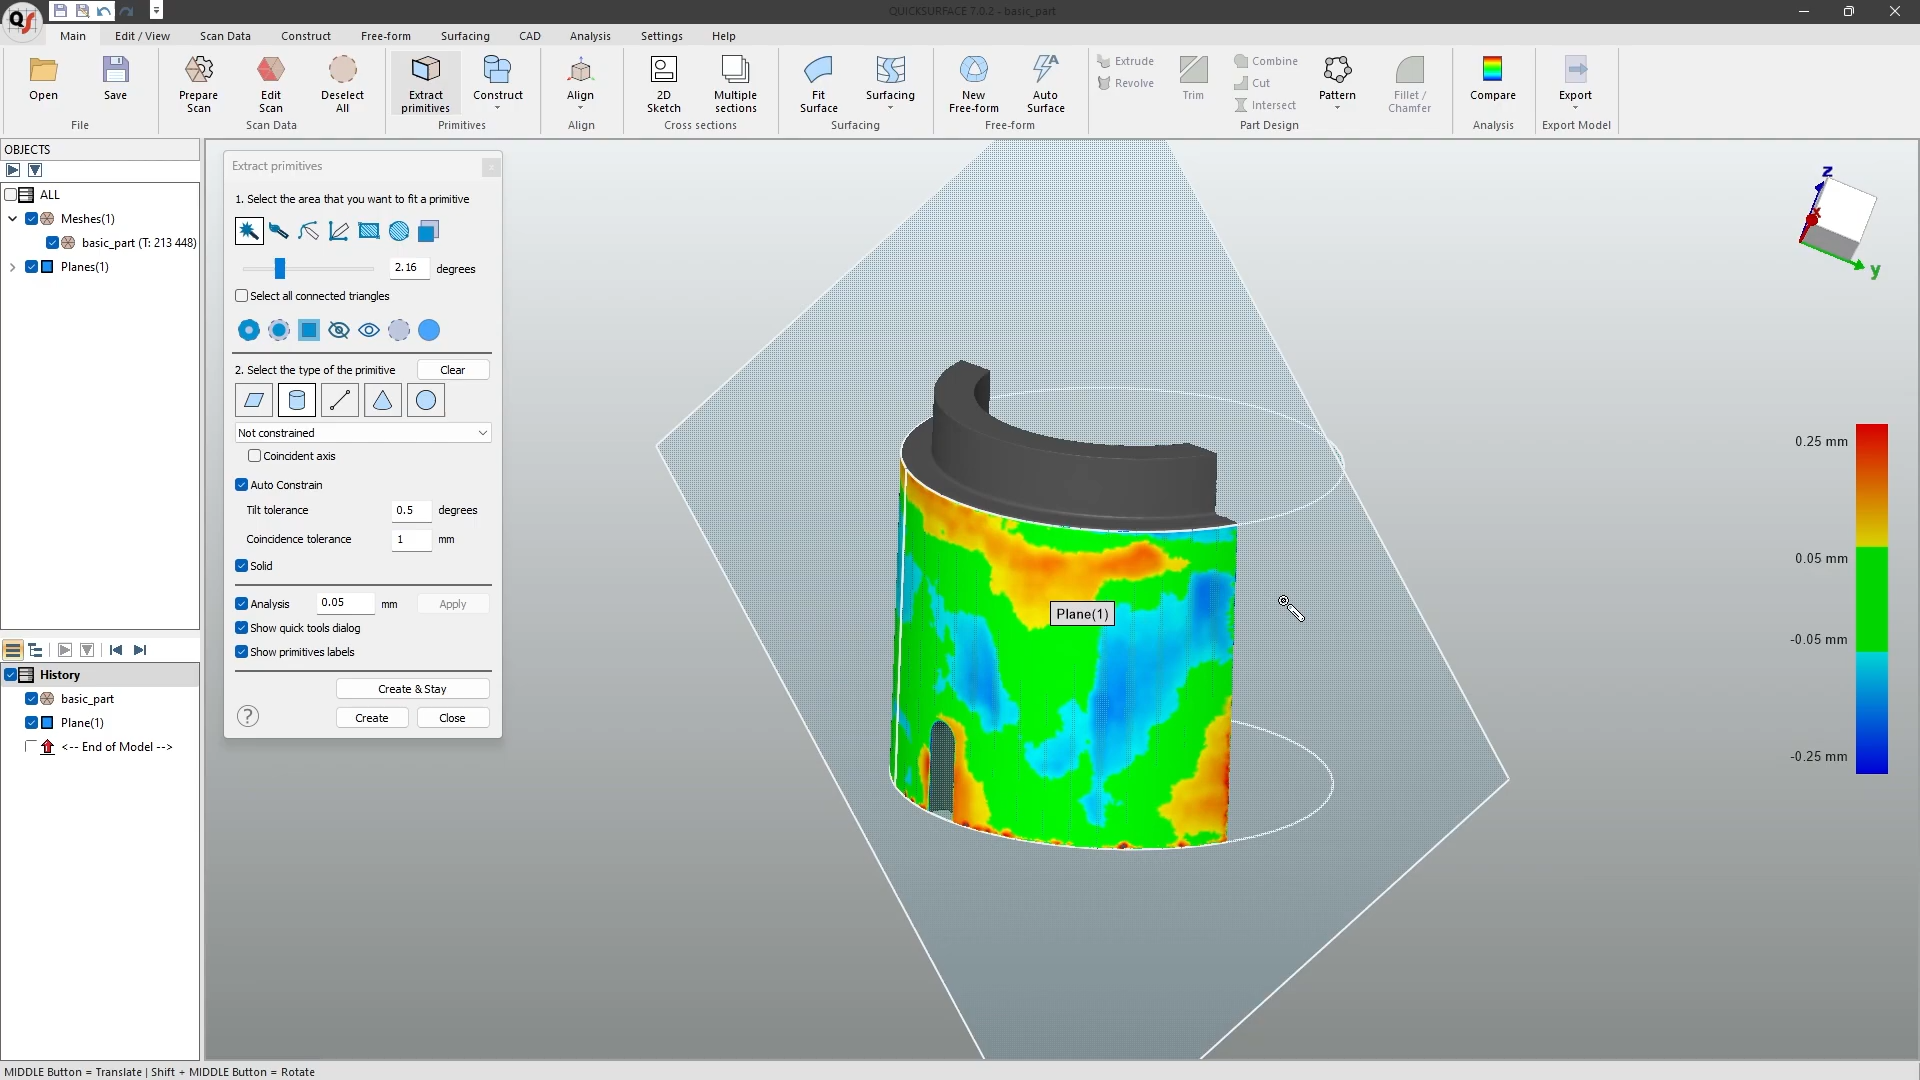 QS
QUICKSURFACE 7.0.2 - basic_part
Main Edit / View Scan Data Construct Free-form Surfacing CAD Analysis Settings Help
Open Save Prepare Scan Edit Scan Deselect All Extract primitives Construct Align 2D Sketch Multiple sections Fit Surface Surfacing New Free-form Auto Surface Extrude Revolve Trim Combine Cut Intersect Pattern Fillet / Chamfer Compare Export
File Scan Data Primitives Align Cross sections Surfacing Free-form Part Design Analysis Export Model
OBJECTS
ALL
Meshes(1)
basic_part (T: 213 448)
Planes(1)
History
basic_part
Plane(1)
<-- End of Model -->
Extract primitives
1. Select the area that you want to fit a primitive
2.16 degrees
Select all connected triangles
2. Select the type of the primitive Clear
Not constrained
Coincident axis
Auto Constrain
Tilt tolerance 0.5 degrees
Coincidence tolerance 1 mm
Solid
Analysis 0.05 mm Apply
Show quick tools dialog
Show primitives labels
Create & Stay
? Create Close
Plane(1)
z
x
y
0.25 mm
0.05 mm
-0.05 mm
-0.25 mm
MIDDLE Button = Translate | Shift + MIDDLE Button = Rotate